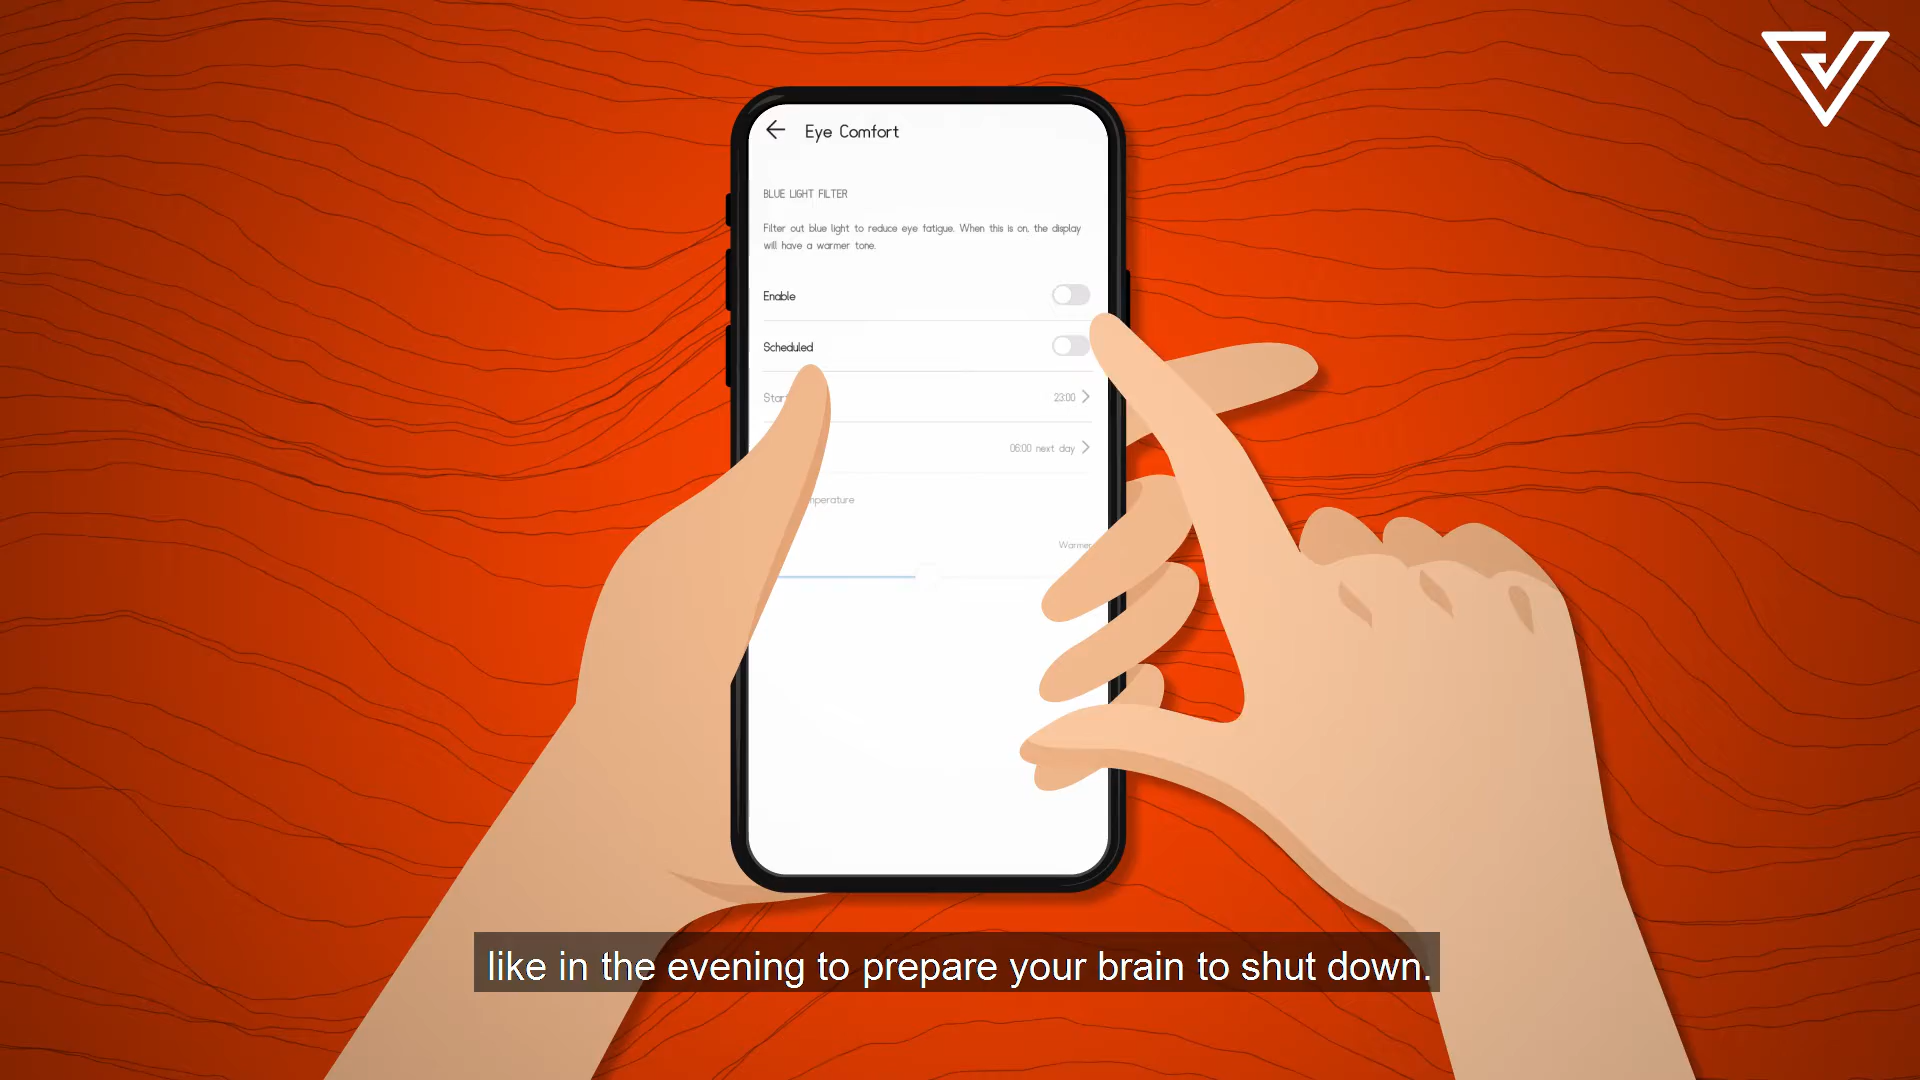 Eye Comfort
BLUE LIGHT FILTER
Filter out blue light to reduce eye fatigue. When this is on, the display
will have a warmer tone.
Enable
Scheduled
23:00
06:00 next day
Warmer
like in the evening to prepare your brain to shut down.